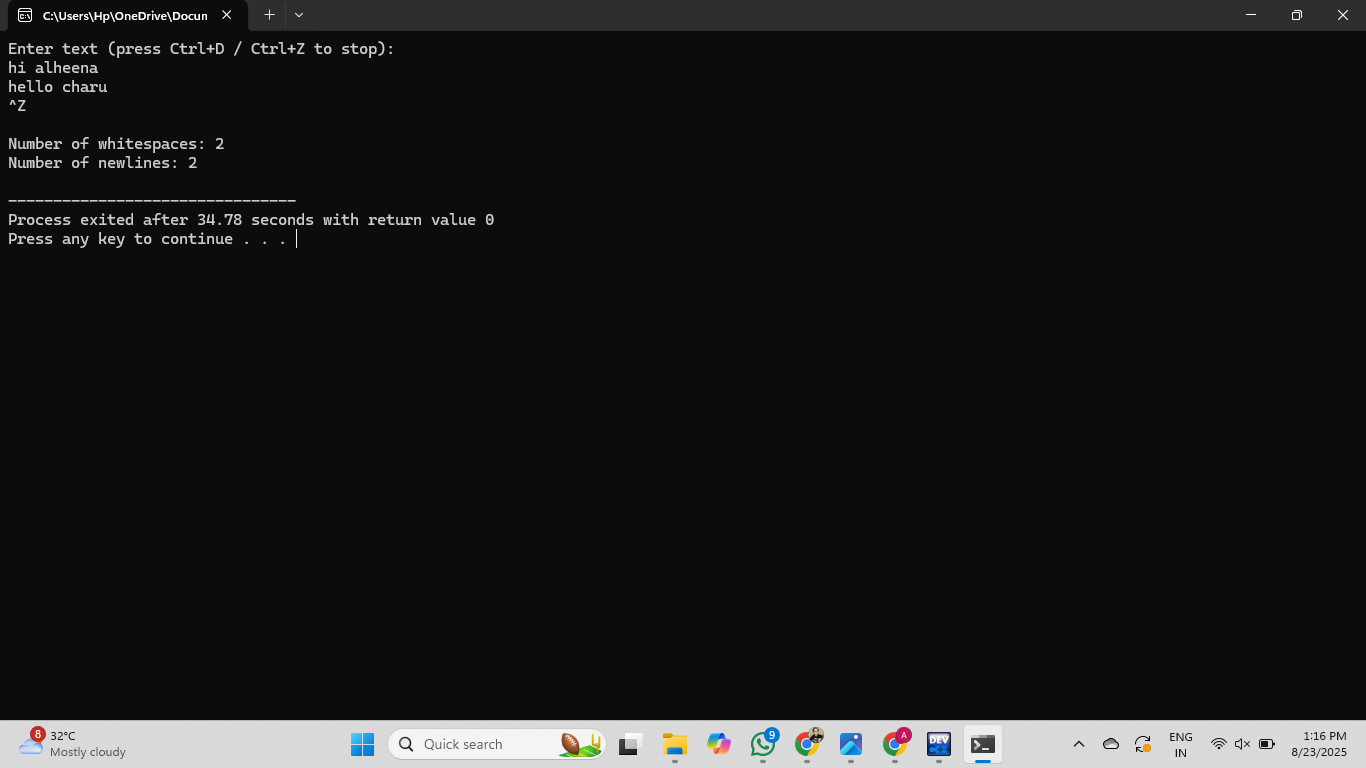 C:\Users\Hp\OneDrive\Docun
Enter text (press Ctrl+D / Ctrl+Z to stop):
hi alheena
hello charu
^Z
Number of whitespaces: 2
Number of newlines: 2
--------------------------------
Process exited after 34.78 seconds with return value 0
Press any key to continue . . .
8
32°C
Mostly cloudy
Quick search
9
A
DEV
ENG
IN
1:16 PM
8/23/2025